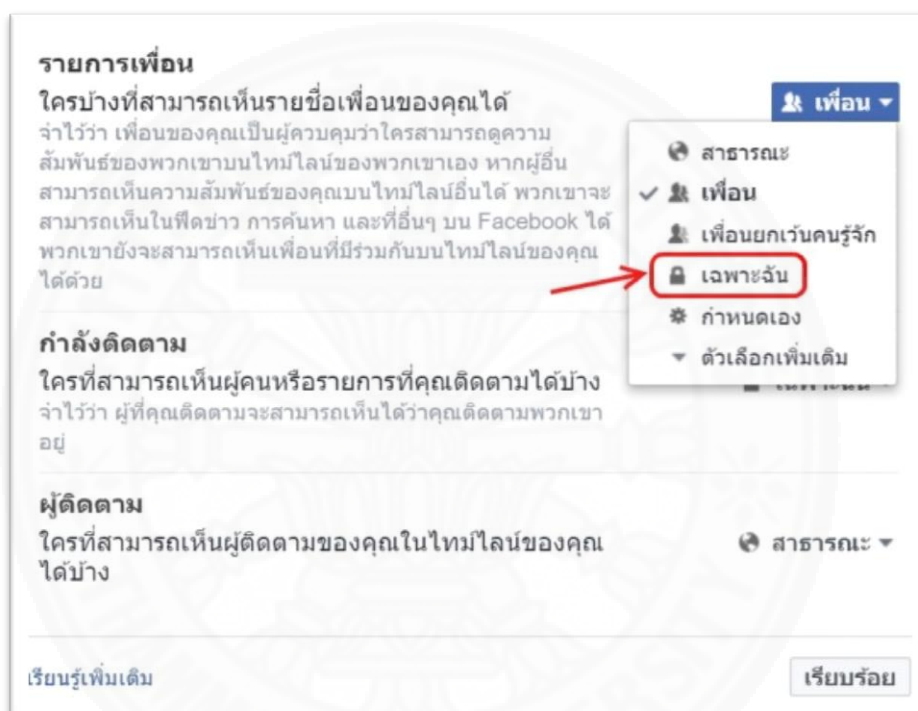 รายการเพื่อน
ใครบ้างที่สามารถเห็นรายชื่อเพื่อนของคุณได้
เพื่อน
จำไว้ว่า เพื่อนของคุณเป็นผู้ควบคุมว่าใครสามารถดูความ
สัมพันธ์ของพวกเขาบนไทม์ไลน์ของพวกเขาเอง หากผู้อื่น
สามารถเห็นความสัมพันธ์ของคุณบนไทม์ไลน์อื่นได้ พวกเขาจะ
สามารถเห็นในฟีดข่าว การค้นหา และที่อื่นๆ บน Facebook ได้
พวกเขายังจะสามารถเห็นเพื่อนที่มีร่วมกันบนไทม์ไลน์ของคุณ
ได้ด้วย
สาธารณะ
เพื่อน
เพื่อนยกเว้นคนรู้จัก
เฉพาะฉัน
กำหนดเอง
ตัวเลือกเพิ่มเติม
กำลังติดตาม
ใครที่สามารถเห็นผู้คนหรือรายการที่คุณติดตามได้บ้าง
จำไว้ว่า ผู้ที่คุณติดตามจะสามารถเห็นได้ว่าคุณติดตามพวกเขา
อยู่
ผู้ติดตาม
ใครที่สามารถเห็นผู้ติดตามของคุณในไทม์ไลน์ของคุณ
ได้บ้าง
สาธารณะ
เรียนรู้เพิ่มเติม
เรียบร้อย